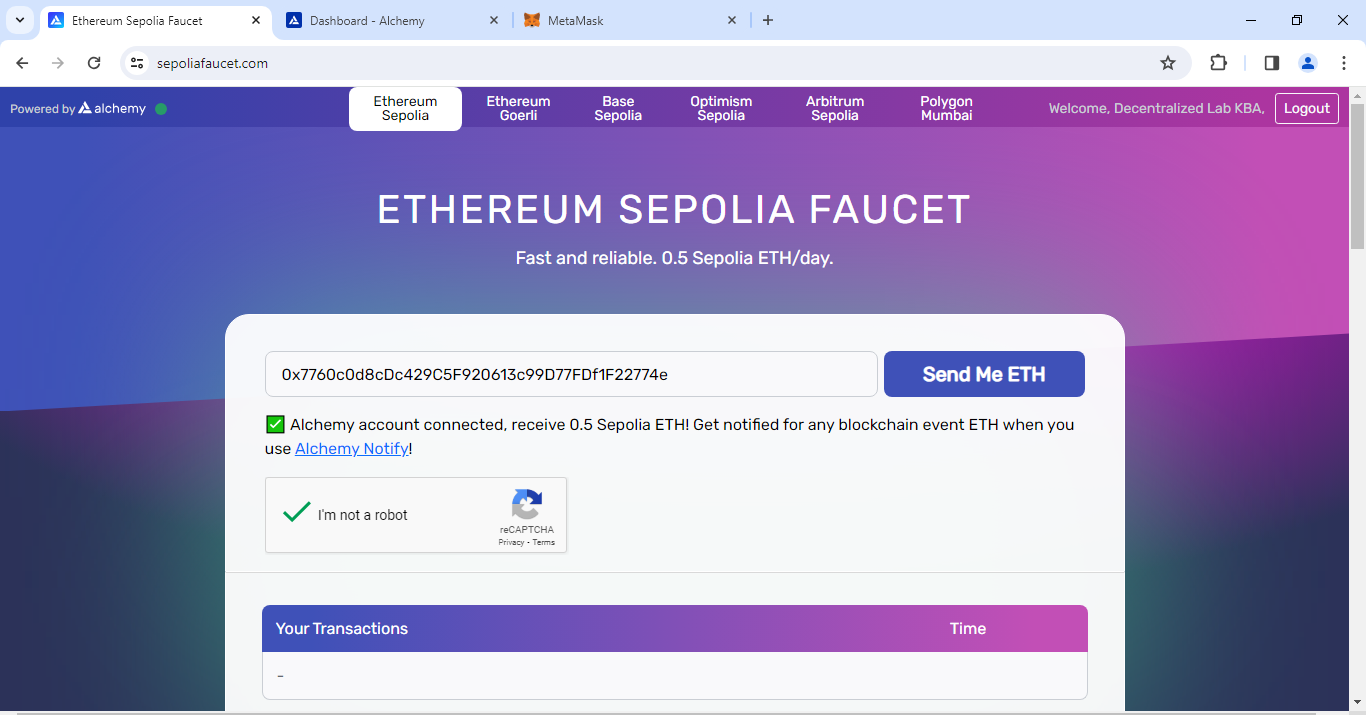 Ethereum Sepolia Faucet
Dashboard - Alchemy
MetaMask
sepoliafaucet.com
Powered by alchemy
Ethereum
Sepolia
Ethereum
Goerli
Base
Sepolia
Optimism
Sepolia
Arbitrum
Sepolia
Polygon
Mumbai
Welcome, Decentralized Lab KBA,
Logout
ETHEREUM SEPOLIA FAUCET
Fast and reliable. 0.5 Sepolia ETH/day.
0x7760c0d8cDc429C5F920613c99D77FDf1F22774e
Send Me ETH
Alchemy account connected, receive 0.5 Sepolia ETH! Get notified for any blockchain event ETH when you
use Alchemy Notify!
I'm not a robot
reCAPTCHA
Privacy - Terms
Your Transactions
Time
-